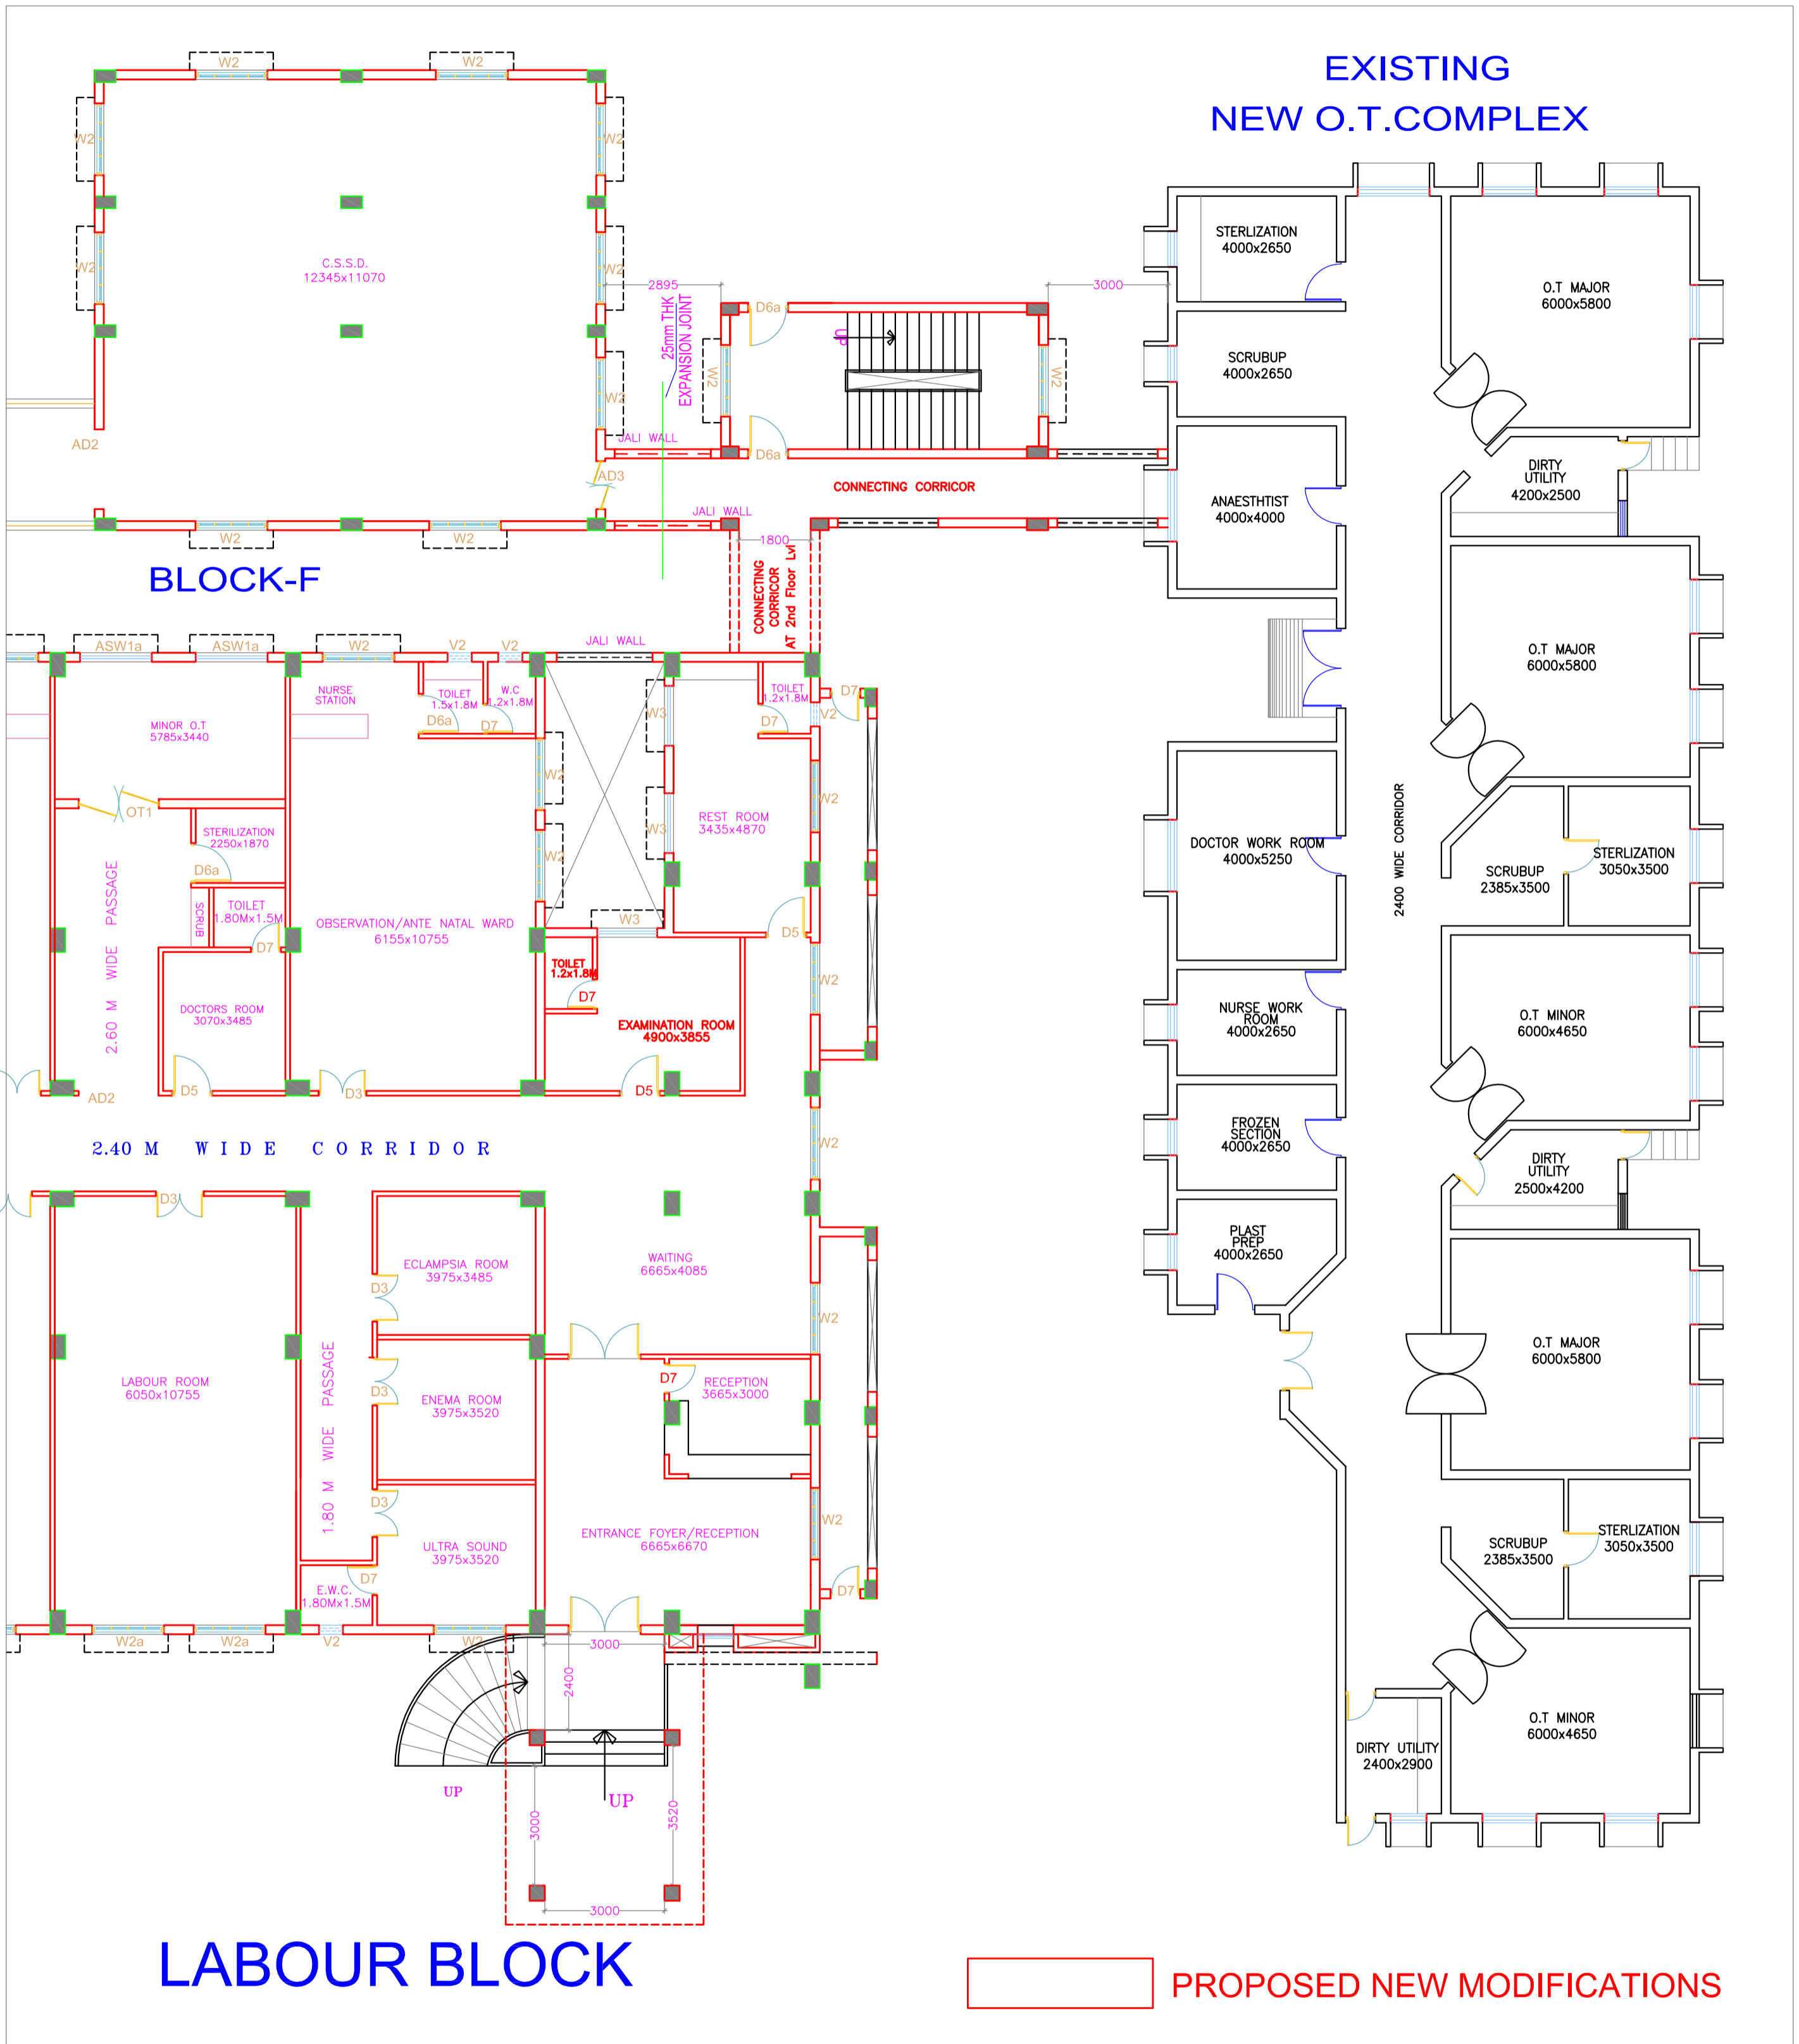 EXISTING
NEW O.T.COMPLEX
W2
W2
W2
W2
W2
W2
W2
C.S.S.D.
12345x11070
2895
3000
25mm THK
EXPANSION JOINT
D6a
UP
W2
W2
JALI WALL
D6a
AD2
AD3
CONNECTING CORRICOR
JALI WALL
W2
W2
1800
CONNECTING
CORRICOR
AT 2nd Floor Lvl
BLOCK-F
STERLIZATION
4000x2650
O.T MAJOR
6000x5800
SCRUBUP
4000x2650
DIRTY
UTILITY
4200x2500
ANAESTHTIST
4000x4000
O.T MAJOR
6000x5800
DOCTOR WORK ROOM
4000x5250
2400 WIDE CORRIDOR
SCRUBUP
2385x3500
STERLIZATION
3050x3500
NURSE WORK
ROOM
4000x2650
O.T MINOR
6000x4650
FROZEN
SECTION
4000x2650
DIRTY
UTILITY
2500x4200
PLAST
PREP
4000x2650
O.T MAJOR
6000x5800
SCRUBUP
2385x3500
STERLIZATION
3050x3500
O.T MINOR
6000x4650
DIRTY UTILITY
2400x2900
ASW1a
ASW1a
W2
V2
V2
JALI WALL
NURSE
STATION
TOILET
1.5x1.8M
W.C
1.2x1.8M
D6a
D7
W3
TOILET
1.2x1.8M
D7
V2
D7
MINOR O.T
5785x3440
OT1
W2
W3
W2
REST ROOM
3435x4870
W2
STERILIZATION
2250x1870
D6a
SCRUB
TOILET
1.80Mx1.5M
D7
2.60 M WIDE PASSAGE
OBSERVATION/ANTE NATAL WARD
6155x10755
W3
D5
W2
TOILET
1.2x1.8M
D7
DOCTORS ROOM
3070x3485
EXAMINATION ROOM
4900x3855
AD2
D5
D3
D5
2.40 M WIDE CORRIDOR
W2
D3
ECLAMPSIA ROOM
3975x3485
D3
WAITING
6665x4085
W2
LABOUR ROOM
6050x10755
1.80 M WIDE PASSAGE
D3
ENEMA ROOM
3975x3520
D7
RECEPTION
3665x3000
D3
ULTRA SOUND
3975x3520
ENTRANCE FOYER/RECEPTION
6665x6670
W2
D7
E.W.C.
1.80Mx1.5M
D7
W2a
W2a
V2
W2
3000
2400
UP
UP
3000
3520
3000
LABOUR BLOCK
PROPOSED NEW MODIFICATIONS